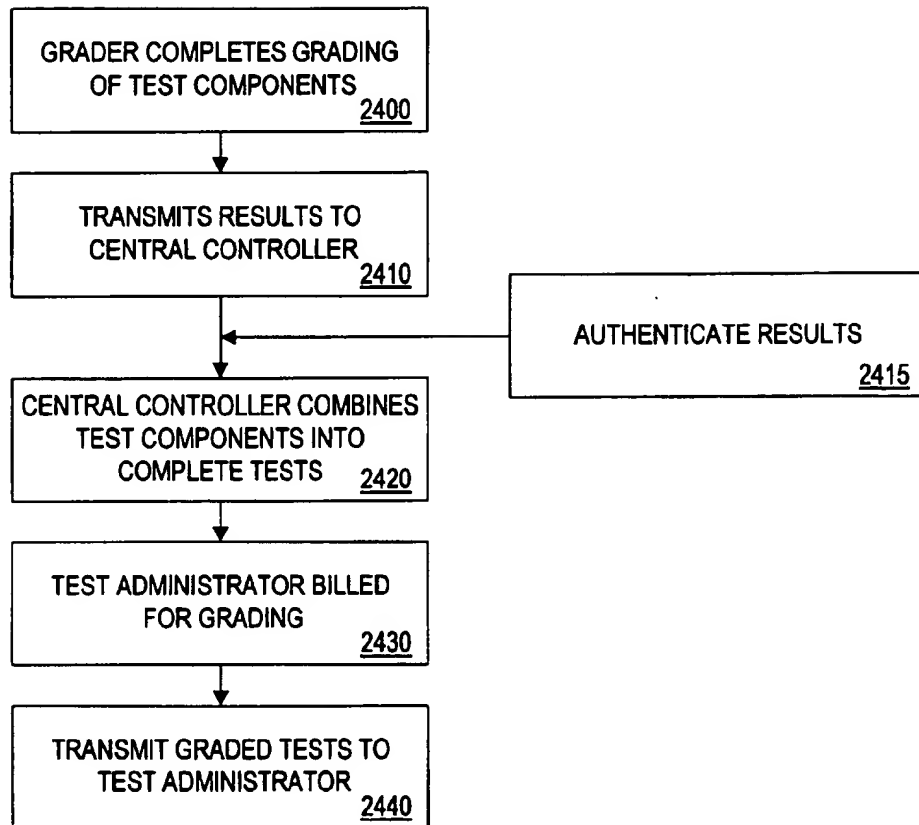 GRADER COMPLETES GRADING
OF TEST COMPONENTS
2400
TRANSMITS RESULTS TO
CENTRAL CONTROLLER
2410
AUTHENTICATE RESULTS
2415
CENTRAL CONTROLLER COMBINES
TEST COMPONENTS INTO
COMPLETE TESTS
2420
TEST ADMINISTRATOR BILLED
FOR GRADING
2430
TRANSMIT GRADED TESTS TO
TEST ADMINISTRATOR
2440